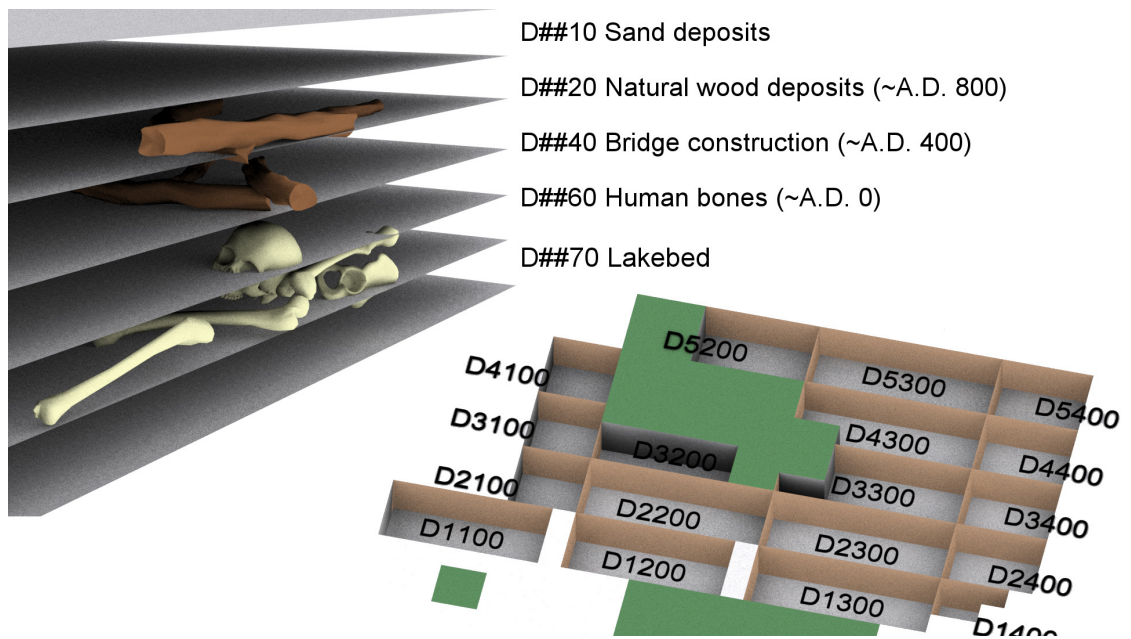 D##10 Sand deposits
D##20 Natural wood deposits (~A.D. 800)
D##40 Bridge construction (~A.D. 400)
D##60 Human bones (~A.D. 0)
D##70 Lakebed
D5200
D5300
D5400
D4100
D4300
D4400
D3100
D3200
D3300
D3400
D2100
D2200
D2300
D2400
D1100
D1200
D1300
D1400